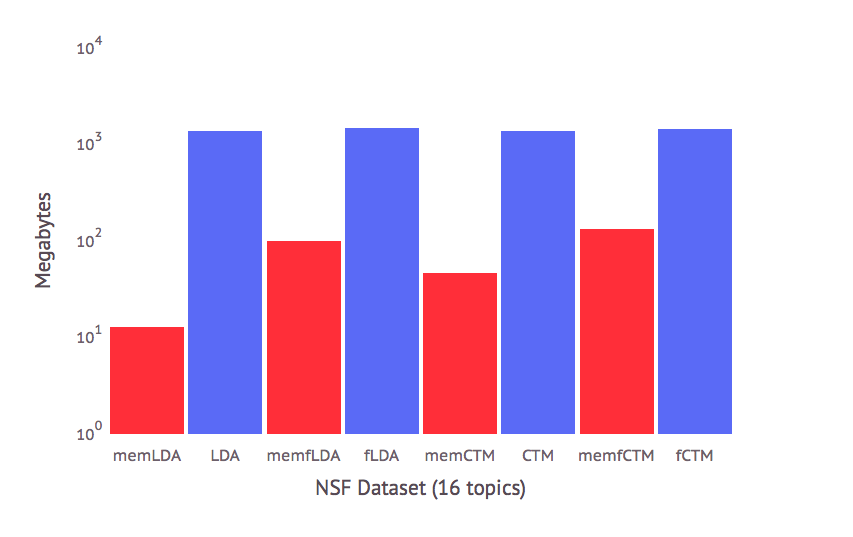 10^4
10^3
10^2
10^1
10^0
Megabytes
memLDA LDA memfLDA fLDA memCTM CTM memfCTM fCTM
NSF Dataset (16 topics)